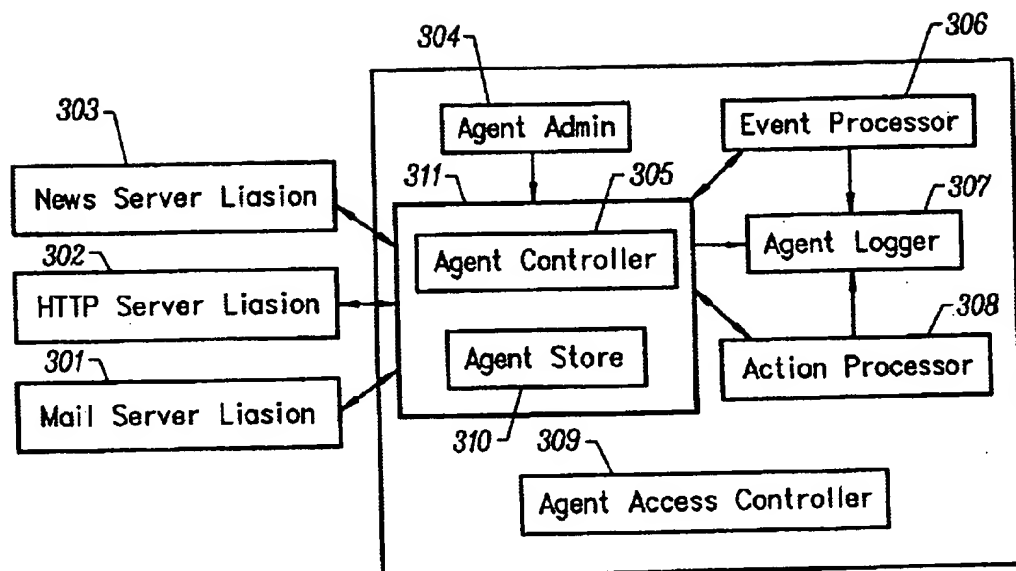 304
306
303
Agent Admin
Event Processor
News Server Liasion
311
305
307
302
Agent Controller
Agent Logger
HTTP Server Liasion
308
301
Agent Store
Action Processor
Mail Server Liasion
310
309
Agent Access Controller